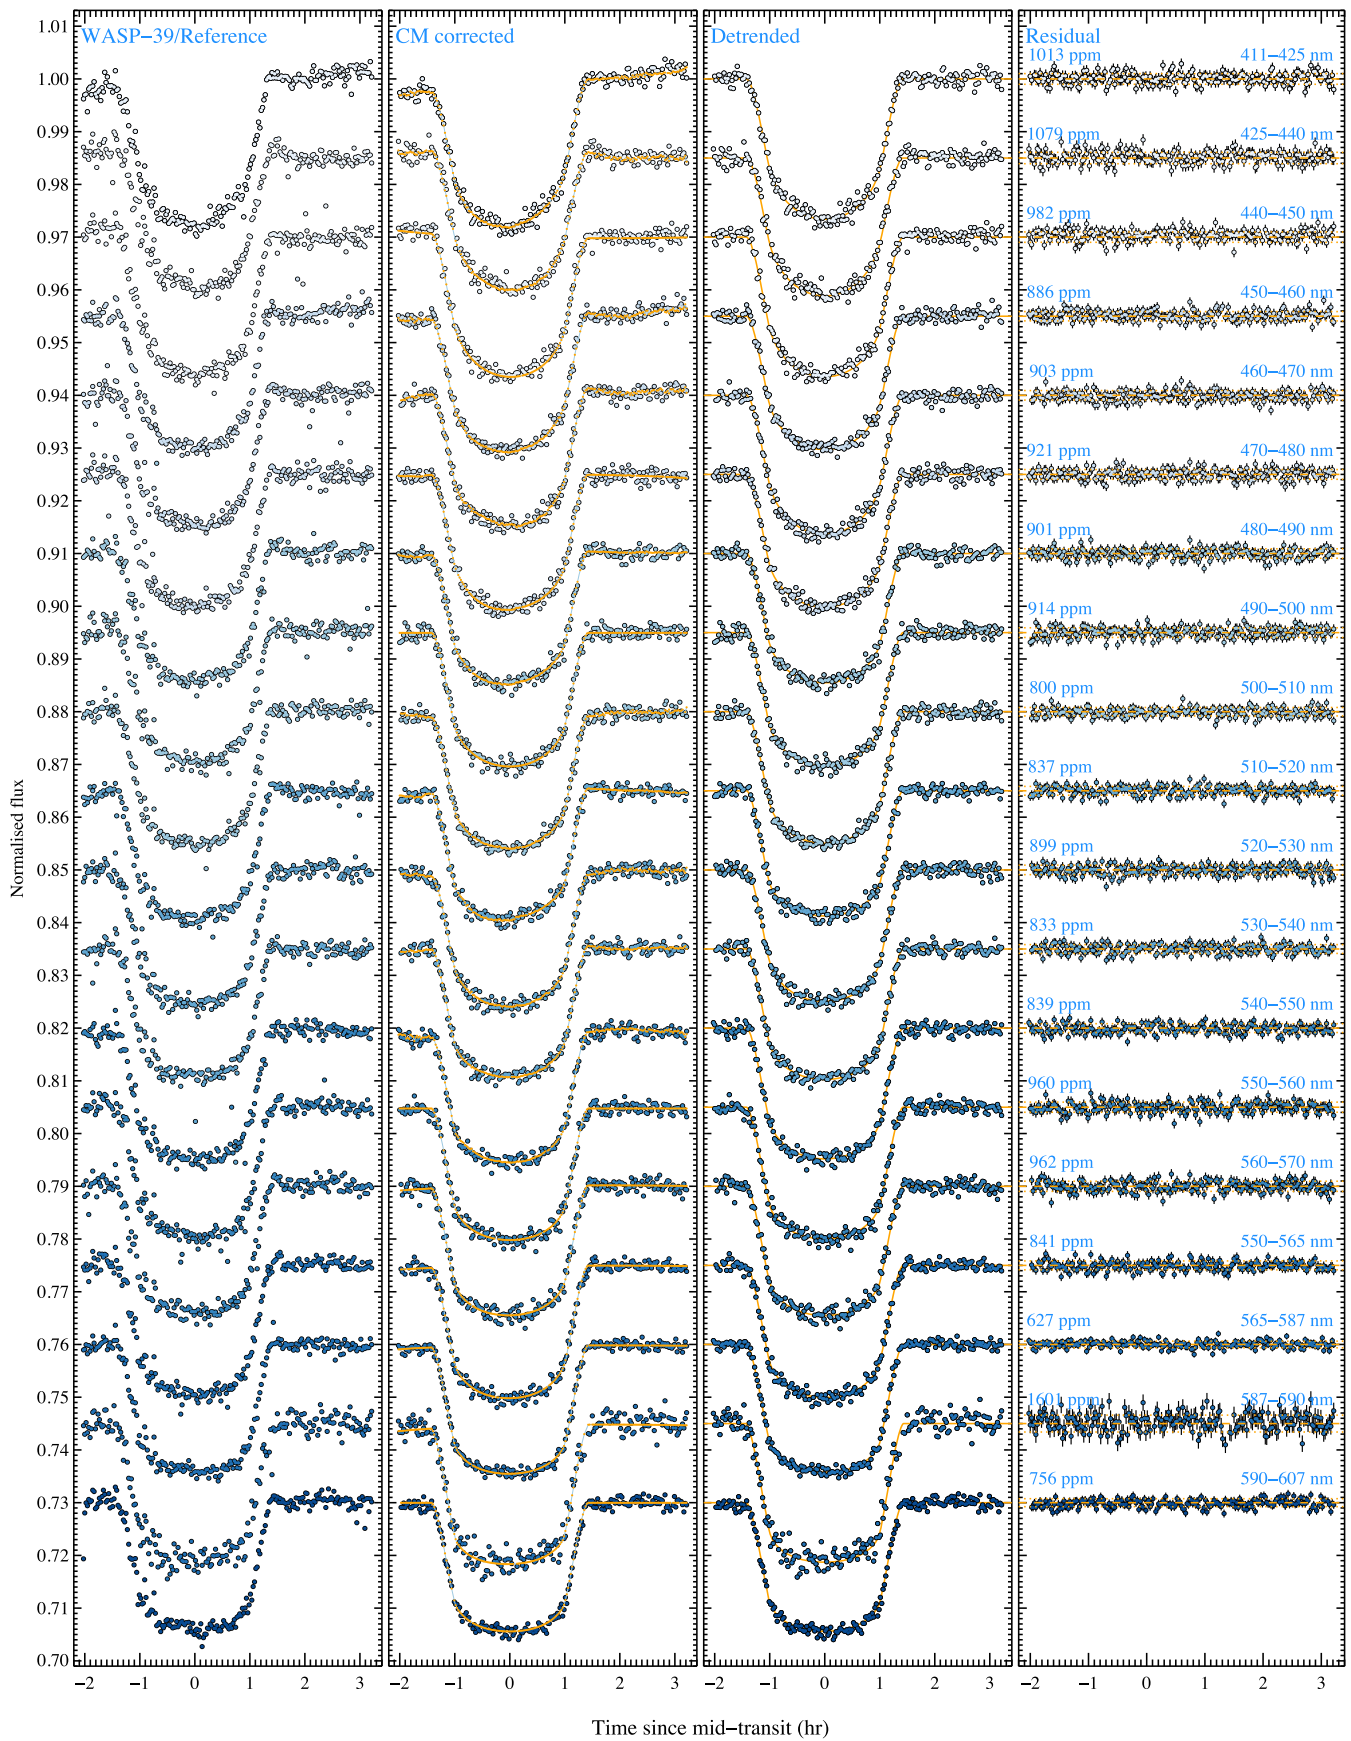 WASP−39/Reference
CM corrected
Detrended
Residual
1.01
1.00
0.99
0.98
0.97
0.96
0.95
0.94
0.93
0.92
0.91
0.90
0.89
0.88
0.87
0.86
0.85
0.84
0.83
0.82
0.81
0.80
0.79
0.78
0.77
0.76
0.75
0.74
0.73
0.72
0.71
0.70
Normalised flux
1013 ppm 411−425 nm
1079 ppm 425−440 nm
982 ppm 440−450 nm
886 ppm 450−460 nm
903 ppm 460−470 nm
921 ppm 470−480 nm
901 ppm 480−490 nm
914 ppm 490−500 nm
800 ppm 500−510 nm
837 ppm 510−520 nm
899 ppm 520−530 nm
833 ppm 530−540 nm
839 ppm 540−550 nm
960 ppm 550−560 nm
962 ppm 560−570 nm
841 ppm 550−565 nm
627 ppm 565−587 nm
1601 ppm 587−590 nm
756 ppm 590−607 nm
−2 −1 0 1 2 3
−2 −1 0 1 2 3
−2 −1 0 1 2 3
−2 −1 0 1 2 3
Time since mid−transit (hr)